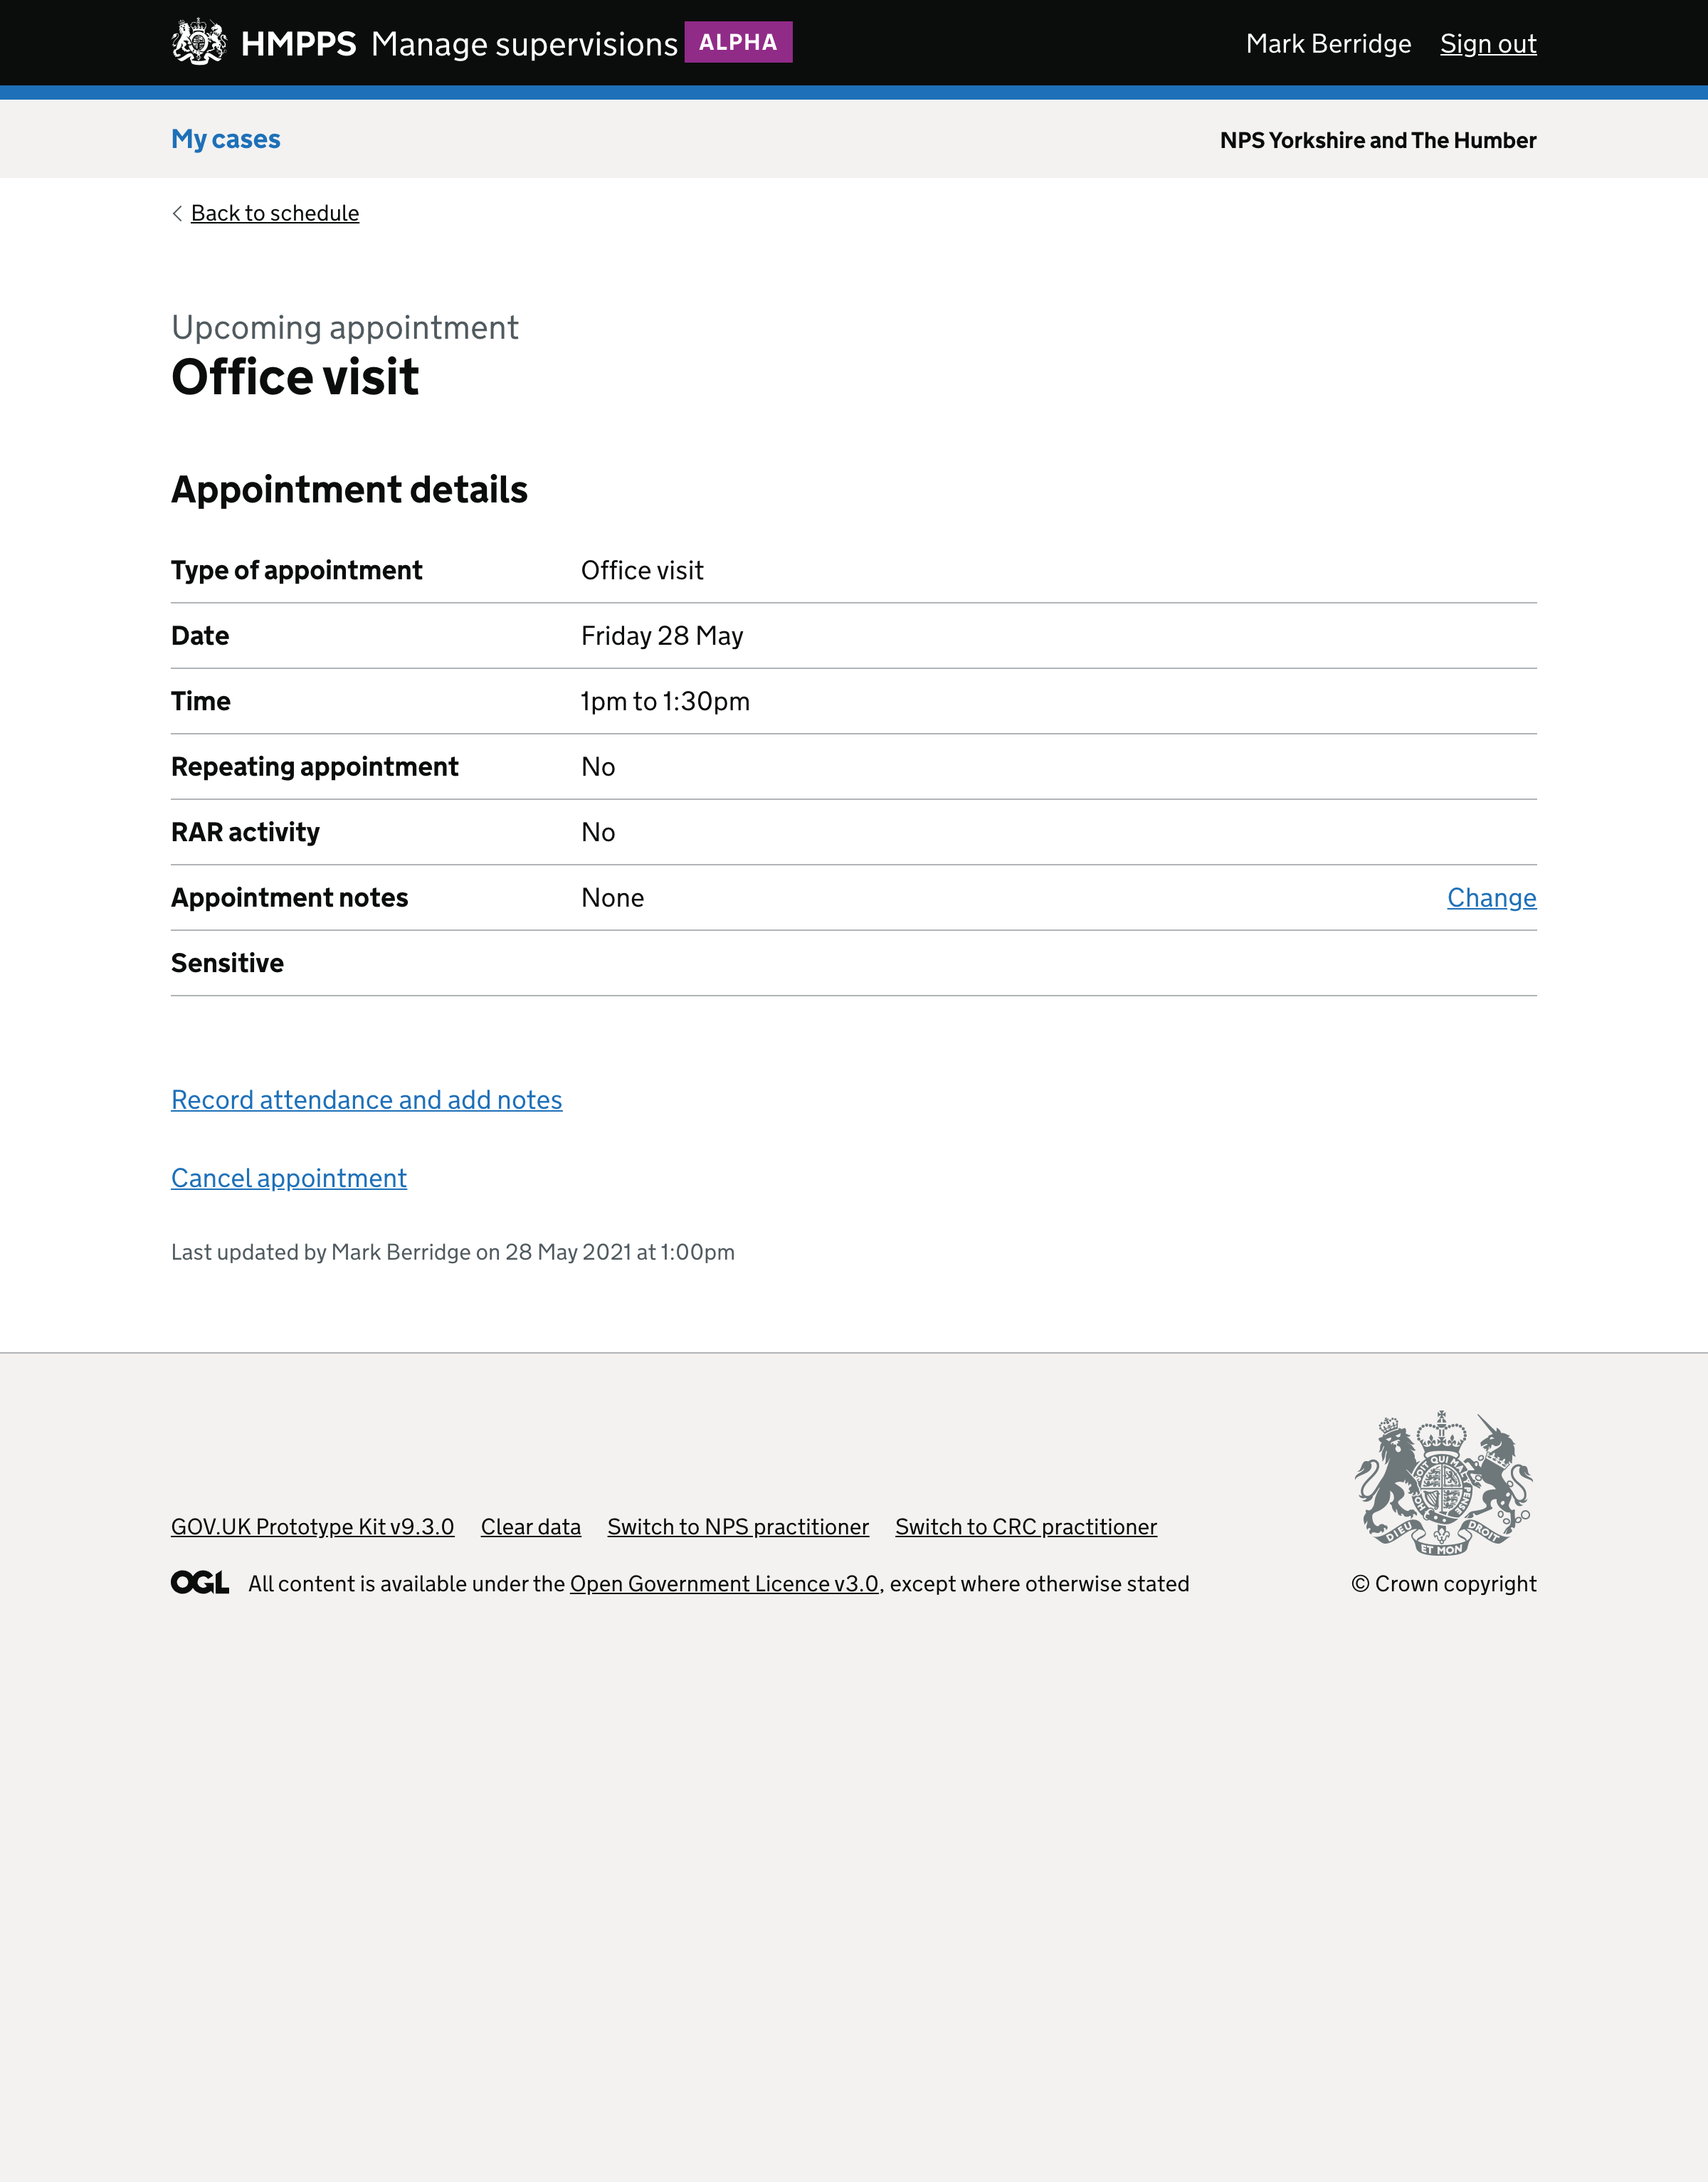 HMPPS Manage supervisions ALPHA Mark Berridge Sign out
My cases NPS Yorkshire and The Humber
Back to schedule
Upcoming appointment
Office visit
Appointment details
Type of appointment Office visit
Date Friday 28 May
Time 1pm to 1:30pm
Repeating appointment No
RAR activity No
Appointment notes None Change
Sensitive
Record attendance and add notes
Cancel appointment
Last updated by Mark Berridge on 28 May 2021 at 1:00pm
GOV.UK Prototype Kit v9.3.0 Clear data Switch to NPS practitioner Switch to CRC practitioner
DIEU ET MON DROIT
OGL All content is available under the Open Government Licence v3.0, except where otherwise stated © Crown copyright